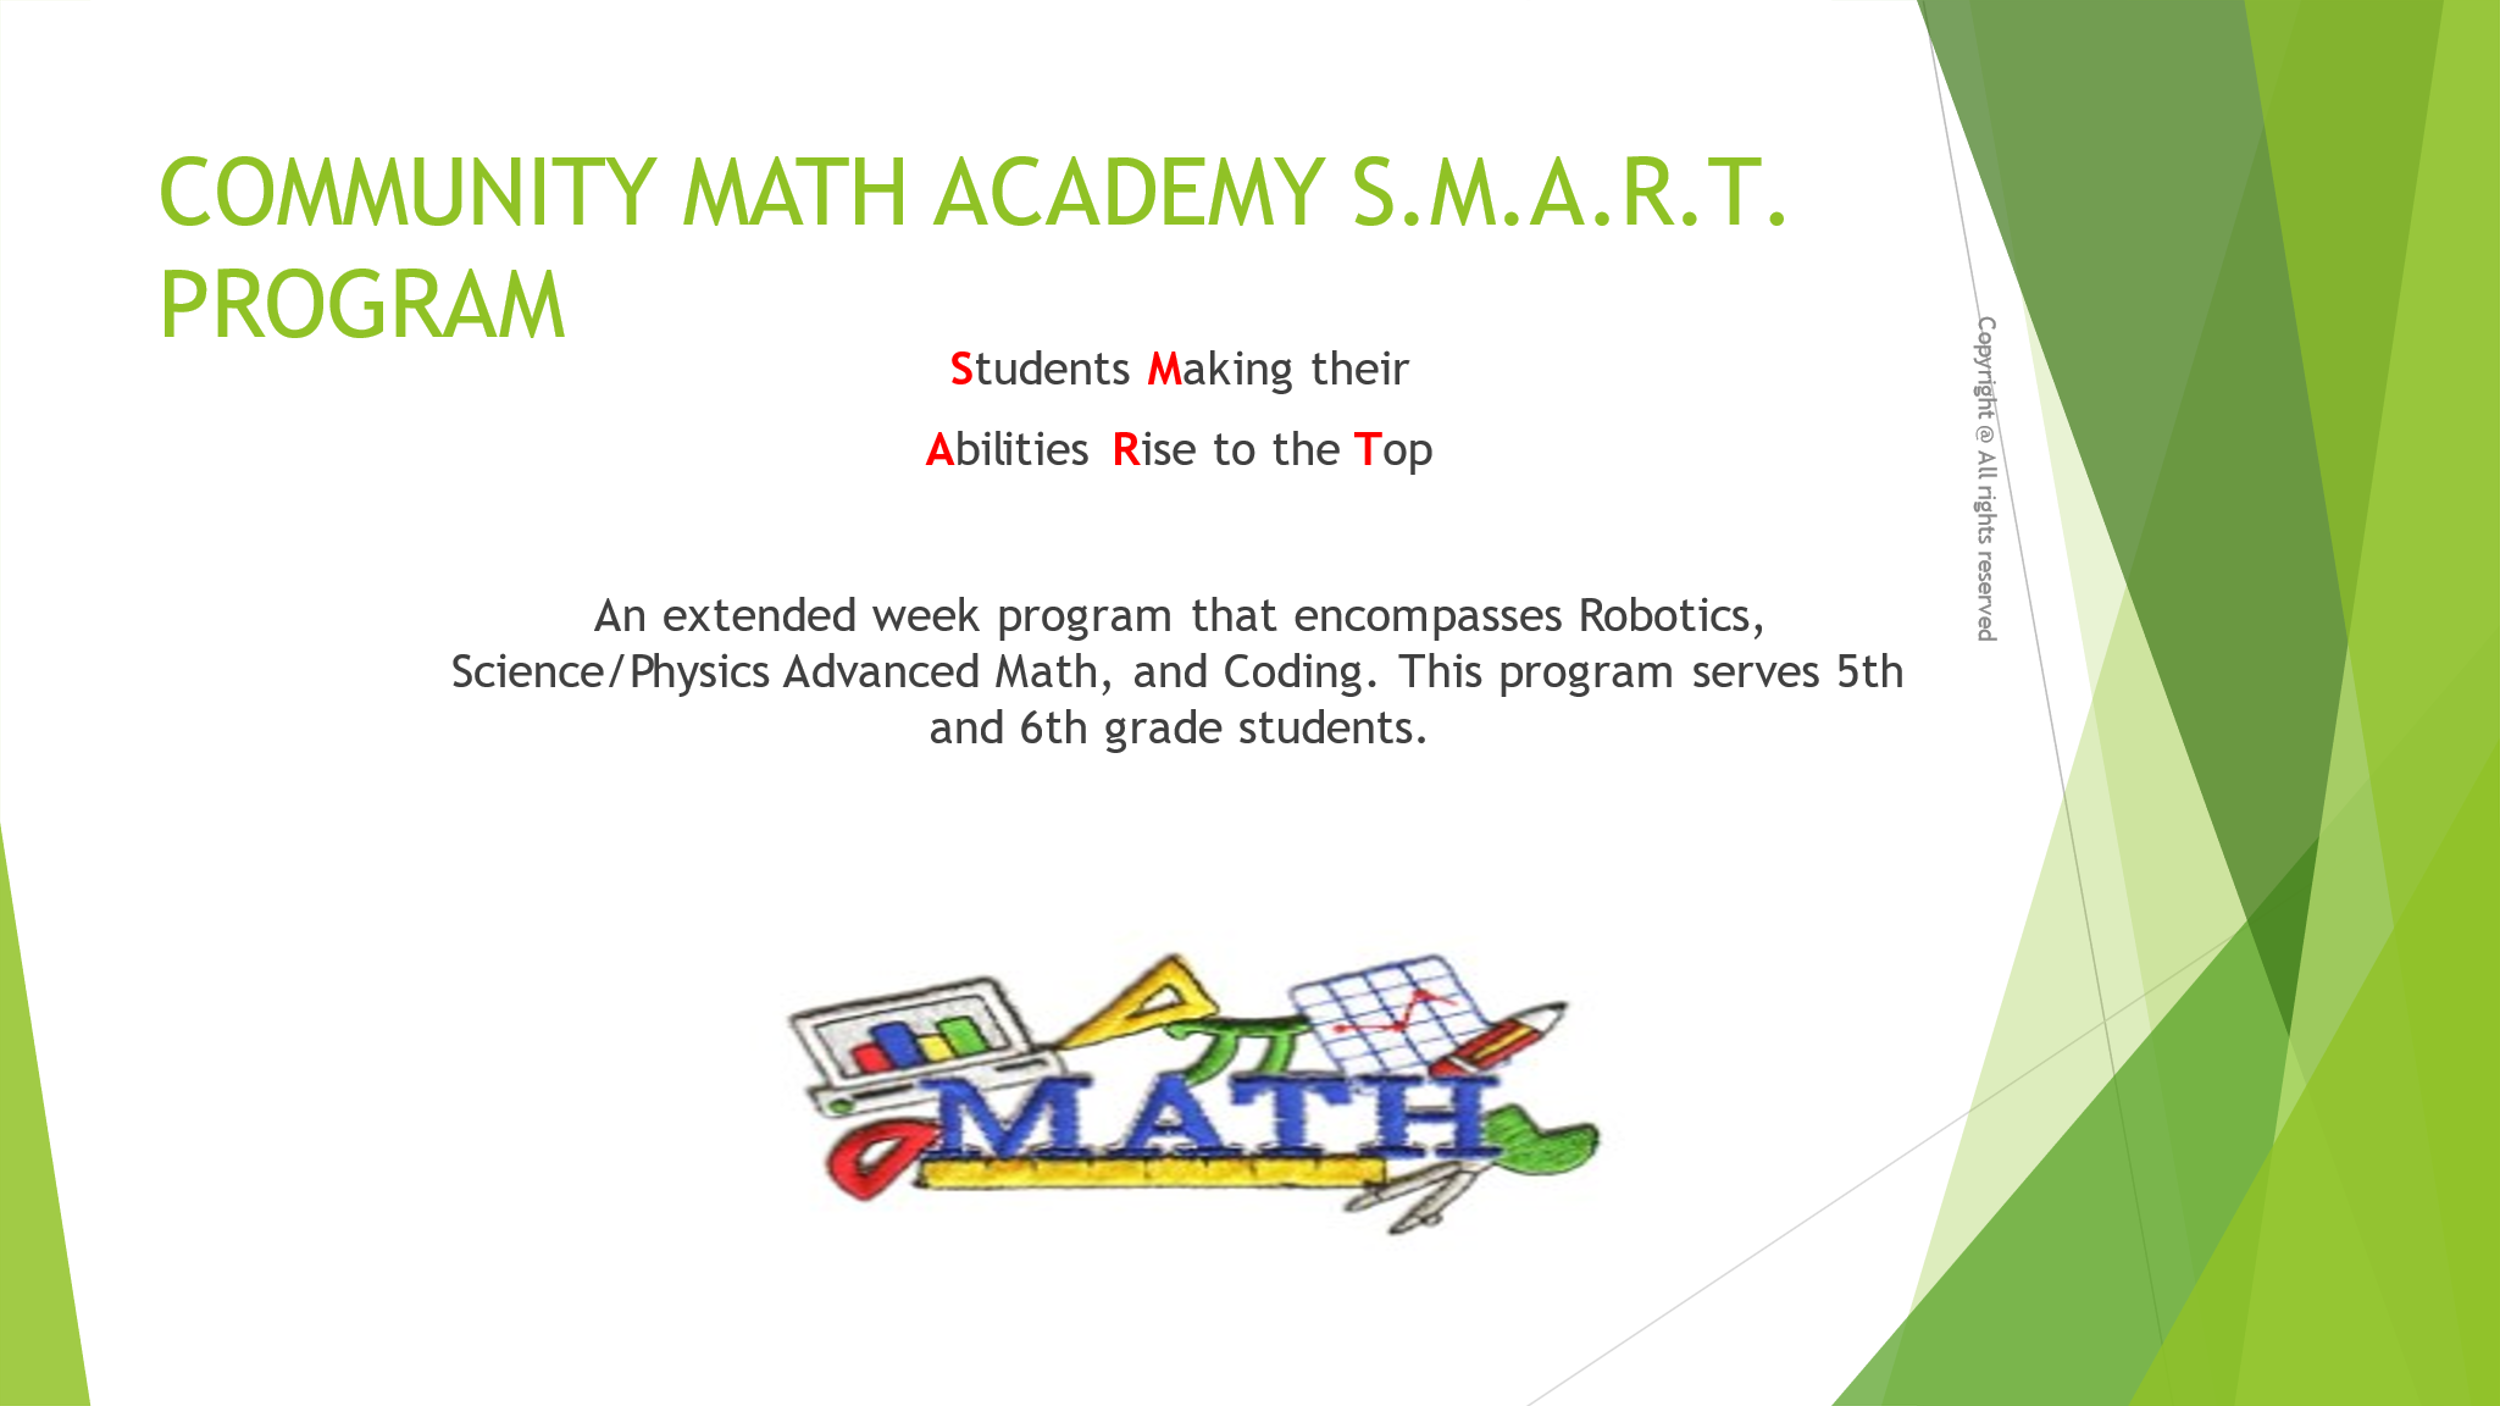 COMMUNITY MATH ACADEMY S.M.A.R.T.
PROGRAM
Students Making their
Abilities Rise to the Top
An extended week program that encompasses Robotics,
Science/Physics Advanced Math, and Coding. This program serves 5th
and 6th grade students.
Copyright @ All rights reserved
π
MATH